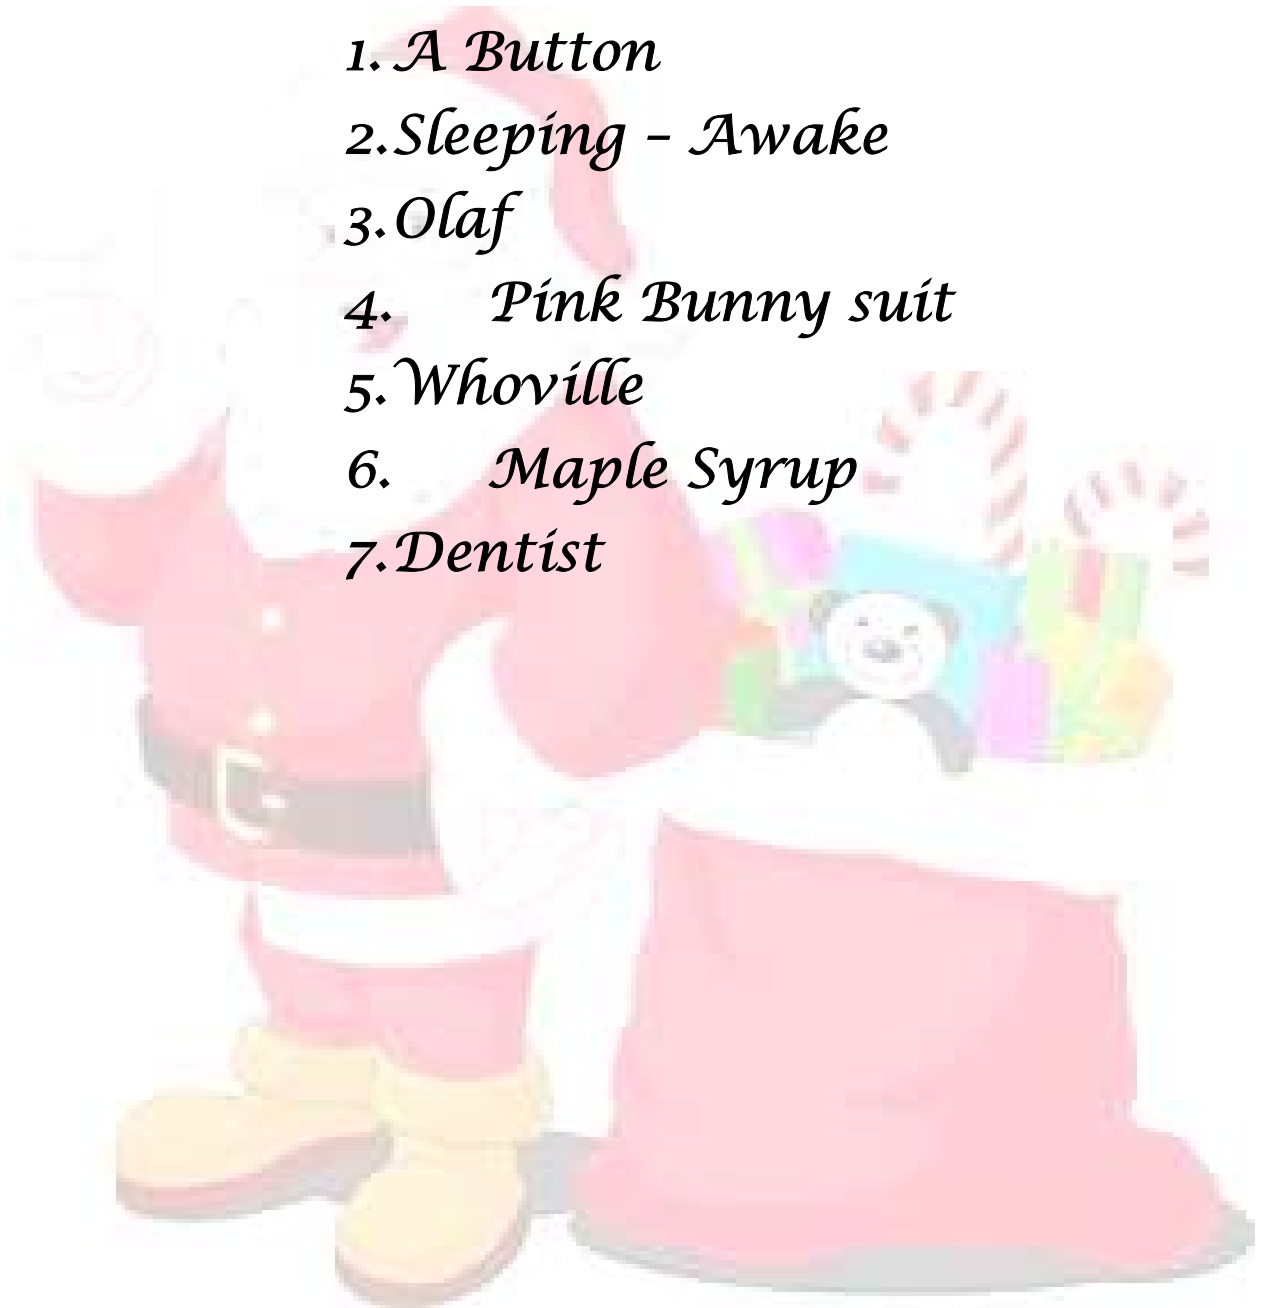 1. A Button
2. Sleeping – Awake
3. Olaf
4. Pink Bunny suit
5. Whoville
6. Maple Syrup
7. Dentist